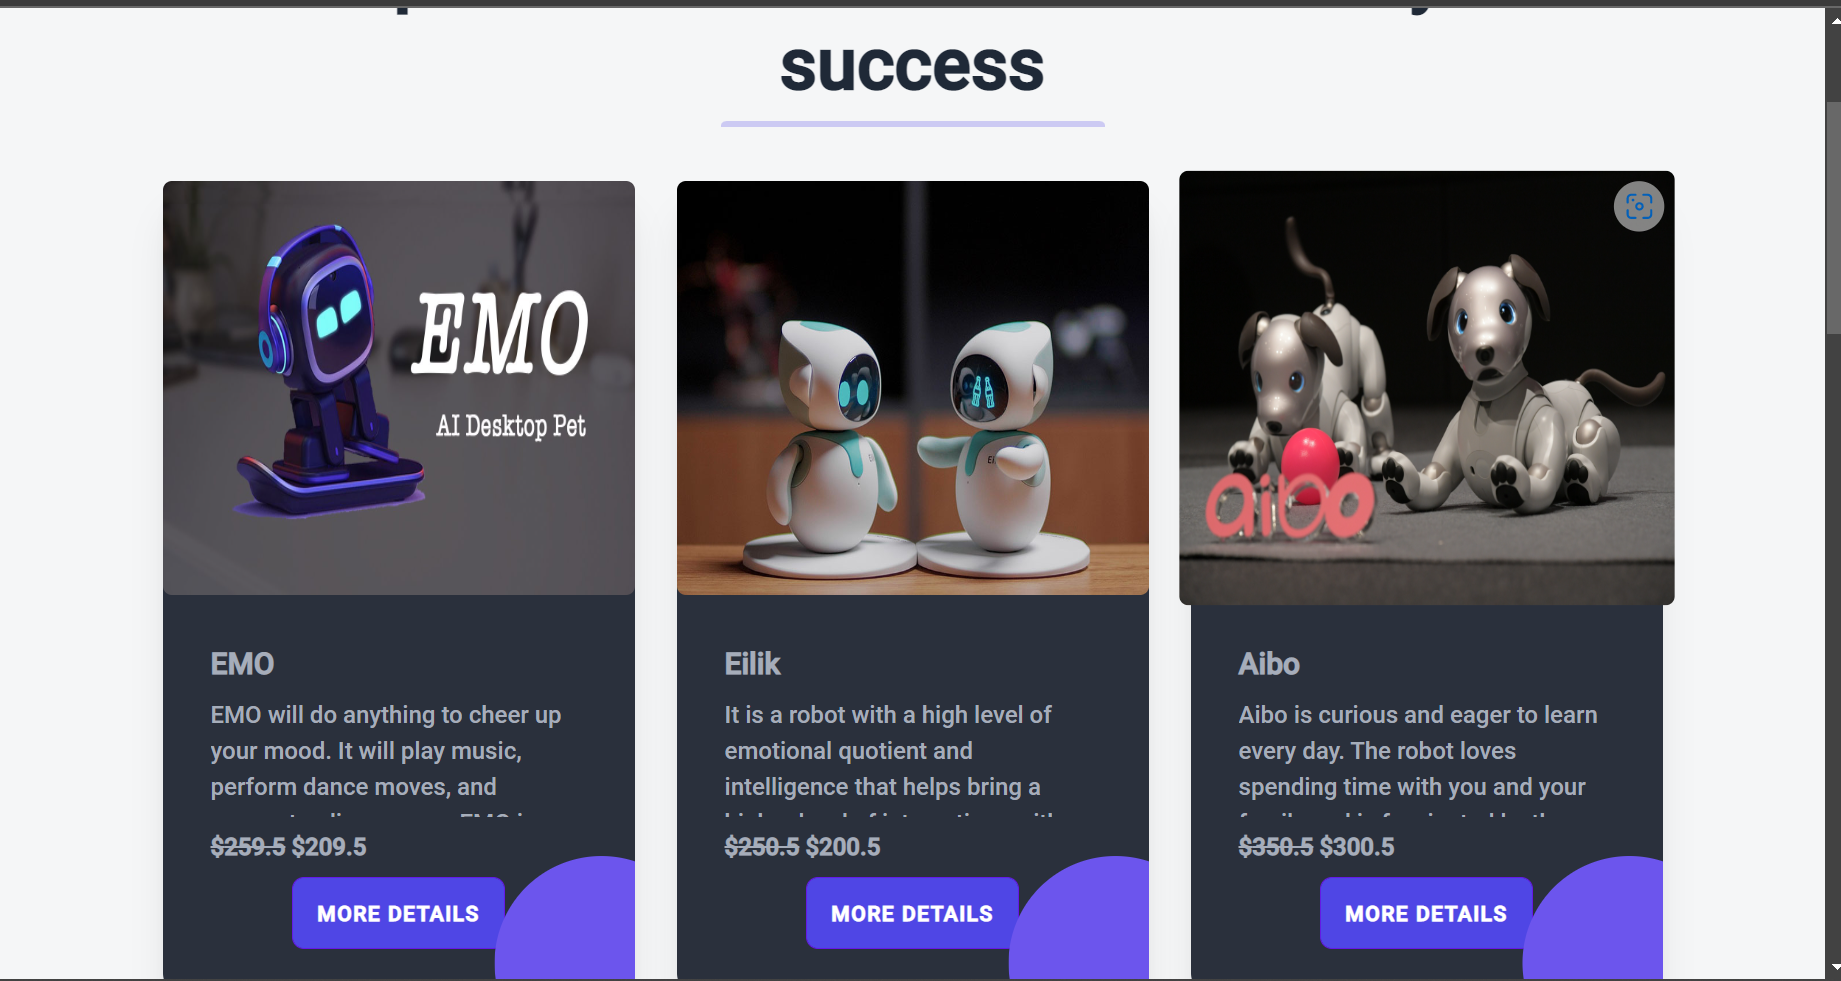 success
EMO
AI Desktop Pet
aibo
EMO
EMO will do anything to cheer up
your mood. It will play music,
perform dance moves, and
$259.5 $209.5
MORE DETAILS
Eilik
It is a robot with a high level of
emotional quotient and
intelligence that helps bring a
$250.5 $200.5
MORE DETAILS
Aibo
Aibo is curious and eager to learn
every day. The robot loves
spending time with you and your
$350.5 $300.5
MORE DETAILS